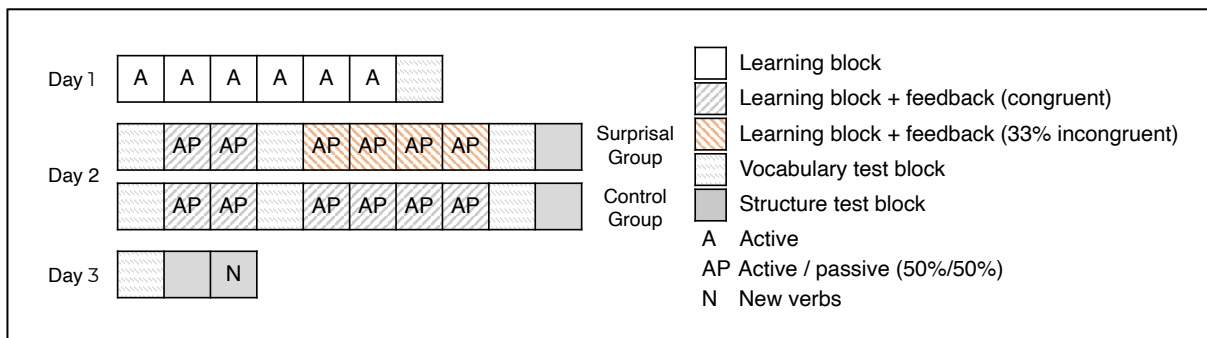 Day 1
A A A A A A
AP AP AP AP AP AP
Surprisal
Group
Day 2
AP AP AP AP AP AP
Control
Group
Day 3
N
Learning block
Learning block + feedback (congruent)
Learning block + feedback (33% incongruent)
Vocabulary test block
Structure test block
A Active
AP Active / passive (50%/50%)
N New verbs